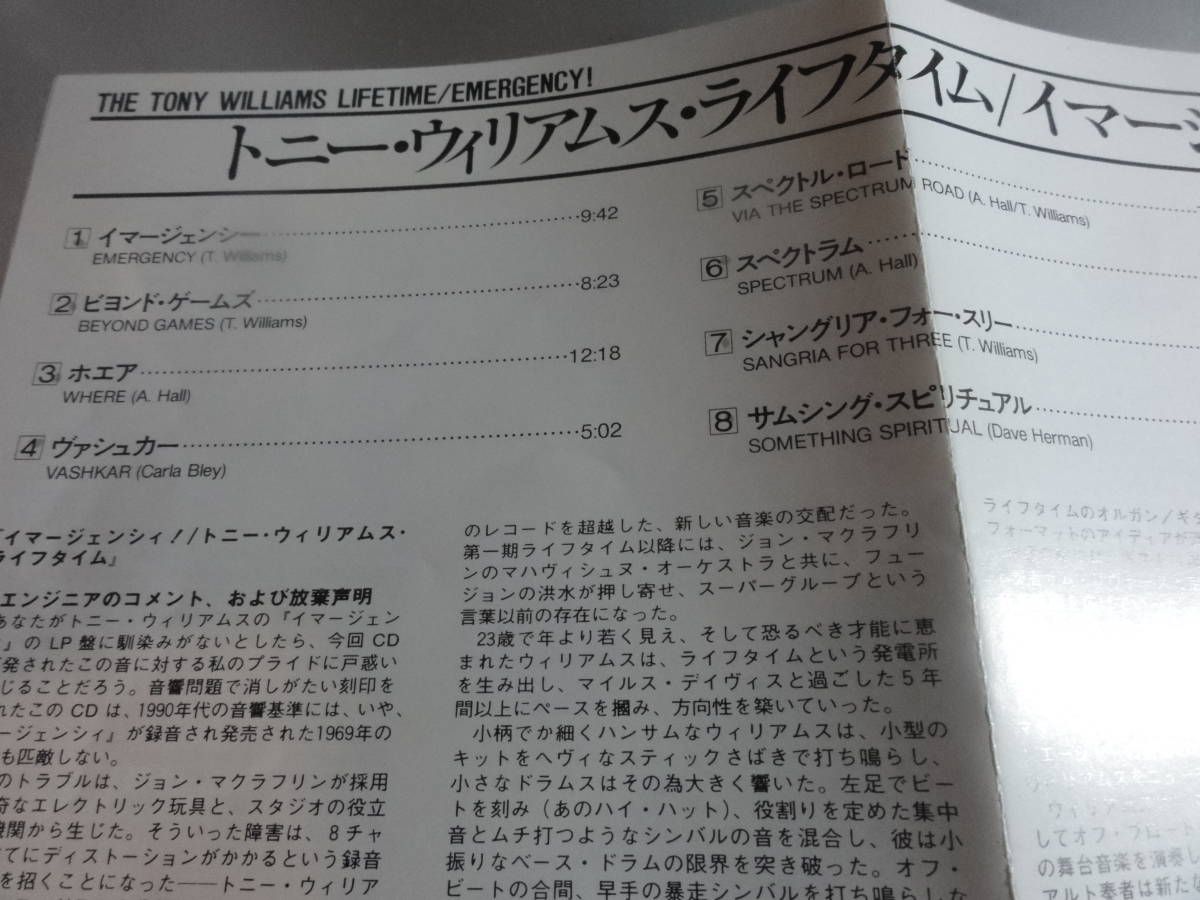 THE TONY WILLIAMS LIFETIME/EMERGENCY!
トニー・ウィリアムス・ライフタイム/イマージ
1 イマージェンシー 9:42
EMERGENCY (T. Williams)
2 ビヨンド・ゲームズ 8:23
BEYOND GAMES (T. Williams)
3 ホエア 12:18
WHERE (A. Hall)
4 ヴァシュカー 5:02
VASHKAR (Carla Bley)
5 スペクトル・ロード
VIA THE SPECTRUM ROAD (A. Hall/T. Williams)
6 スペクトラム
SPECTRUM (A. Hall)
7 シャングリア・フォー・スリー
SANGRIA FOR THREE (T. Williams)
8 サムシング・スピリチュアル
SOMETHING SPIRITUAL (Dave Herman)
『イマージェンシィ!/トニー・ウィリアムス・
ライフタイム』
エンジニアのコメント、および放棄声明
あなたがトニー・ウィリアムスの『イマージェン
』の LP 盤に馴染みがないとしたら、今回 CD
発されたこの音に対する私のプライドに戸惑い
じることだろう。音響問題で消しがたい刻印を
れたこの CD は、1990年代の音響基準には、いや、
ージェンシィ』が録音され発売された1969年の
も匹敵しない。
のトラブルは、ジョン・マクラフリンが採用
奇なエレクトリック玩具と、スタジオの役立
機関から生じた。そういった障害は、8チャ
てにディストーションがかかるという録音
を招くことになった――トニー・ウィリア
のレコードを超越した、新しい音楽の交配だった。
第一期ライフタイム以降には、ジョン・マクラフリ
ンのマハヴィシュヌ・オーケストラと共に、フュー
ジョンの洪水が押し寄せ、スーパーグループという
言葉以前の存在になった。
23歳で年より若く見え、そして恐るべき才能に恵
まれたウィリアムスは、ライフタイムという発電所
を生み出し、マイルス・デイヴィスと過ごした5年
間以上にペースを摑み、方向性を築いていった。
小柄でか細くハンサムなウィリアムスは、小型の
キットをヘヴィなスティックさばきで打ち鳴らし、
小さなドラムスはその為大きく響いた。左足でビー
トを刻み(あのハイ・ハット)、役割りを定めた集中
音とムチ打つようなシンバルの音を混合し、彼は小
振りなベース・ドラムの限界を突き破った。オフ・
ビートの合間、早手の暴走シンバルを打ち鳴らしな
ライフタイムのオルガン/ギタ
フォーマットのアイディアが
してオフ・ブロード
の舞台音楽を演奏し
アルト奏者は新たな